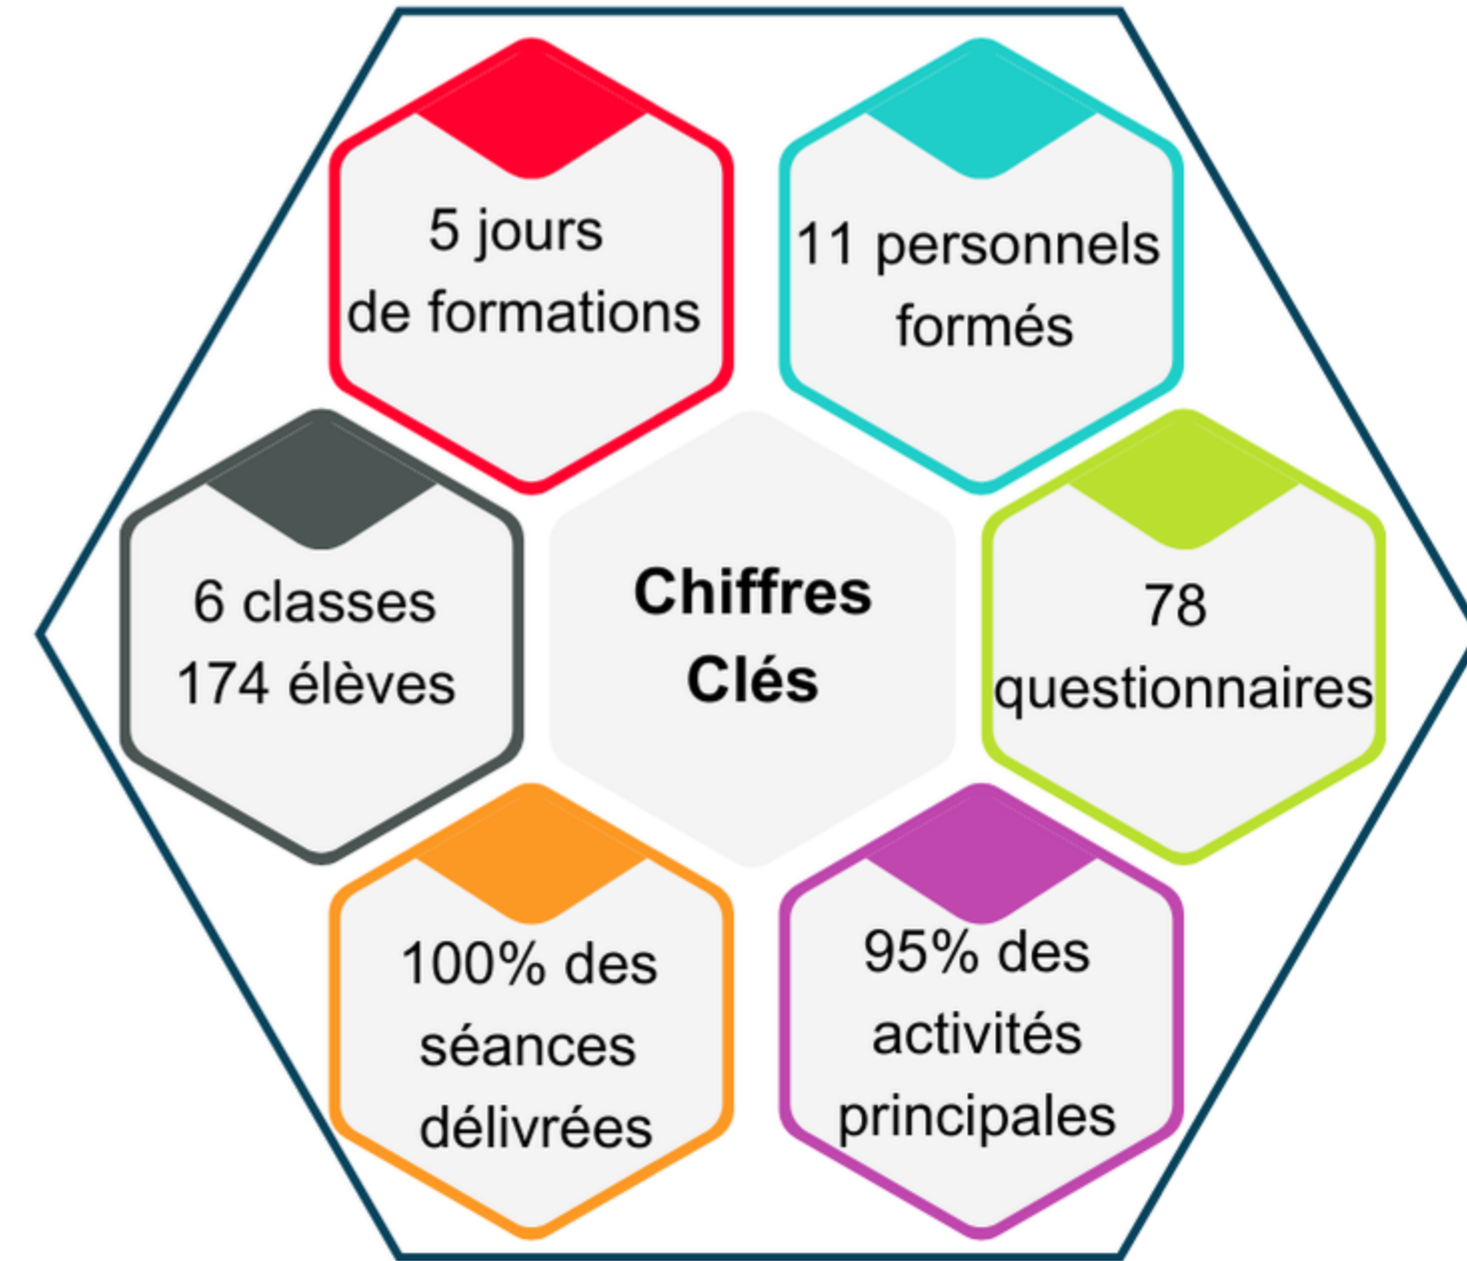 5 jours
de formations
11 personnels
formés
6 classes
174 élèves
Chiffres
Clés
78
questionnaires
100% des
séances
délivrées
95% des
activités
principales